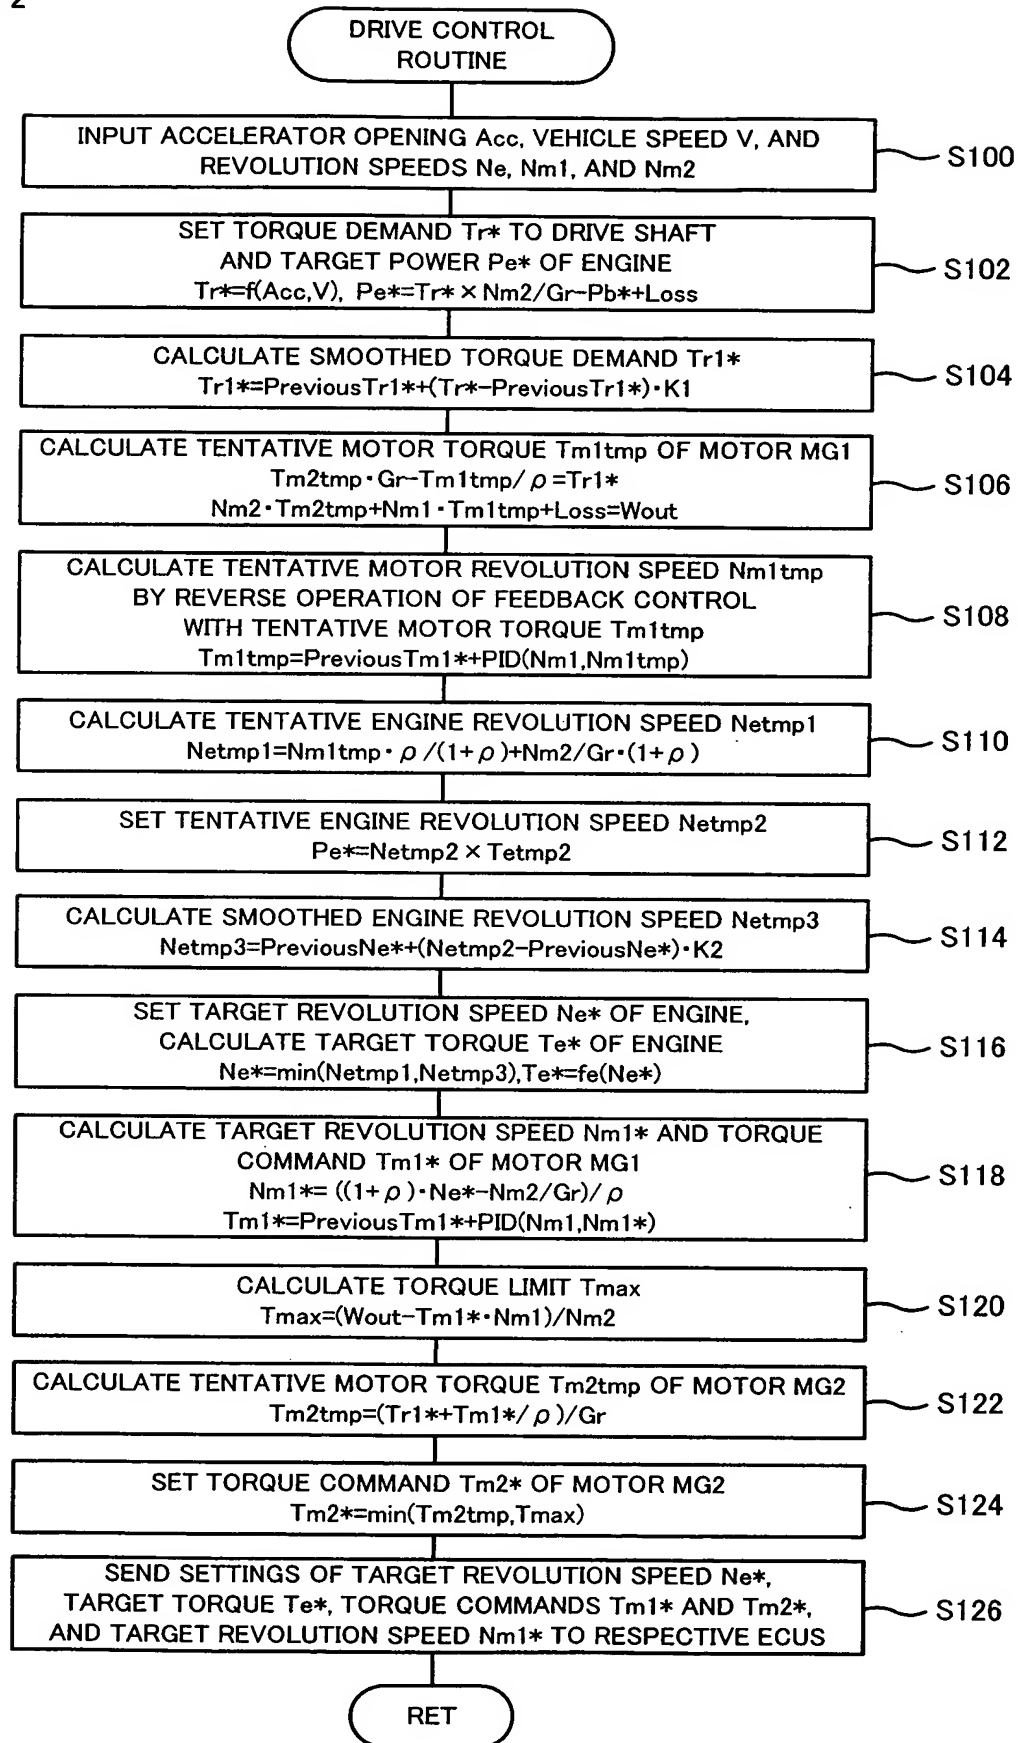 2
DRIVE CONTROL
ROUTINE
INPUT ACCELERATOR OPENING Acc, VEHICLE SPEED V, AND
REVOLUTION SPEEDS Ne, Nm1, AND Nm2
S100
SET TORQUE DEMAND Tr* TO DRIVE SHAFT
AND TARGET POWER Pe* OF ENGINE
Tr*=f(Acc,V), Pe*=Tr* × Nm2/Gr-Pb*+Loss
S102
CALCULATE SMOOTHED TORQUE DEMAND Tr1*
Tr1*=PreviousTr1*+(Tr*-PreviousTr1*)·K1
S104
CALCULATE TENTATIVE MOTOR TORQUE Tm1tmp OF MOTOR MG1
Tm2tmp·Gr-Tm1tmp/ρ=Tr1*
Nm2·Tm2tmp+Nm1·Tm1tmp+Loss=Wout
S106
CALCULATE TENTATIVE MOTOR REVOLUTION SPEED Nm1tmp
BY REVERSE OPERATION OF FEEDBACK CONTROL
WITH TENTATIVE MOTOR TORQUE Tm1tmp
Tm1tmp=PreviousTm1*+PID(Nm1,Nm1tmp)
S108
CALCULATE TENTATIVE ENGINE REVOLUTION SPEED Netmp1
Netmp1=Nm1tmp·ρ/(1+ρ)+Nm2/Gr·(1+ρ)
S110
SET TENTATIVE ENGINE REVOLUTION SPEED Netmp2
Pe*=Netmp2 × Tetmp2
S112
CALCULATE SMOOTHED ENGINE REVOLUTION SPEED Netmp3
Netmp3=PreviousNe*+(Netmp2-PreviousNe*)·K2
S114
SET TARGET REVOLUTION SPEED Ne* OF ENGINE,
CALCULATE TARGET TORQUE Te* OF ENGINE
Ne*=min(Netmp1,Netmp3),Te*=fe(Ne*)
S116
CALCULATE TARGET REVOLUTION SPEED Nm1* AND TORQUE
COMMAND Tm1* OF MOTOR MG1
Nm1*= ((1+ρ)·Ne*-Nm2/Gr)/ρ
Tm1*=PreviousTm1*+PID(Nm1,Nm1*)
S118
CALCULATE TORQUE LIMIT Tmax
Tmax=(Wout-Tm1*·Nm1)/Nm2
S120
CALCULATE TENTATIVE MOTOR TORQUE Tm2tmp OF MOTOR MG2
Tm2tmp=(Tr1*+Tm1*/ρ)/Gr
S122
SET TORQUE COMMAND Tm2* OF MOTOR MG2
Tm2*=min(Tm2tmp,Tmax)
S124
SEND SETTINGS OF TARGET REVOLUTION SPEED Ne*,
TARGET TORQUE Te*, TORQUE COMMANDS Tm1* AND Tm2*,
AND TARGET REVOLUTION SPEED Nm1* TO RESPECTIVE ECUS
S126
RET